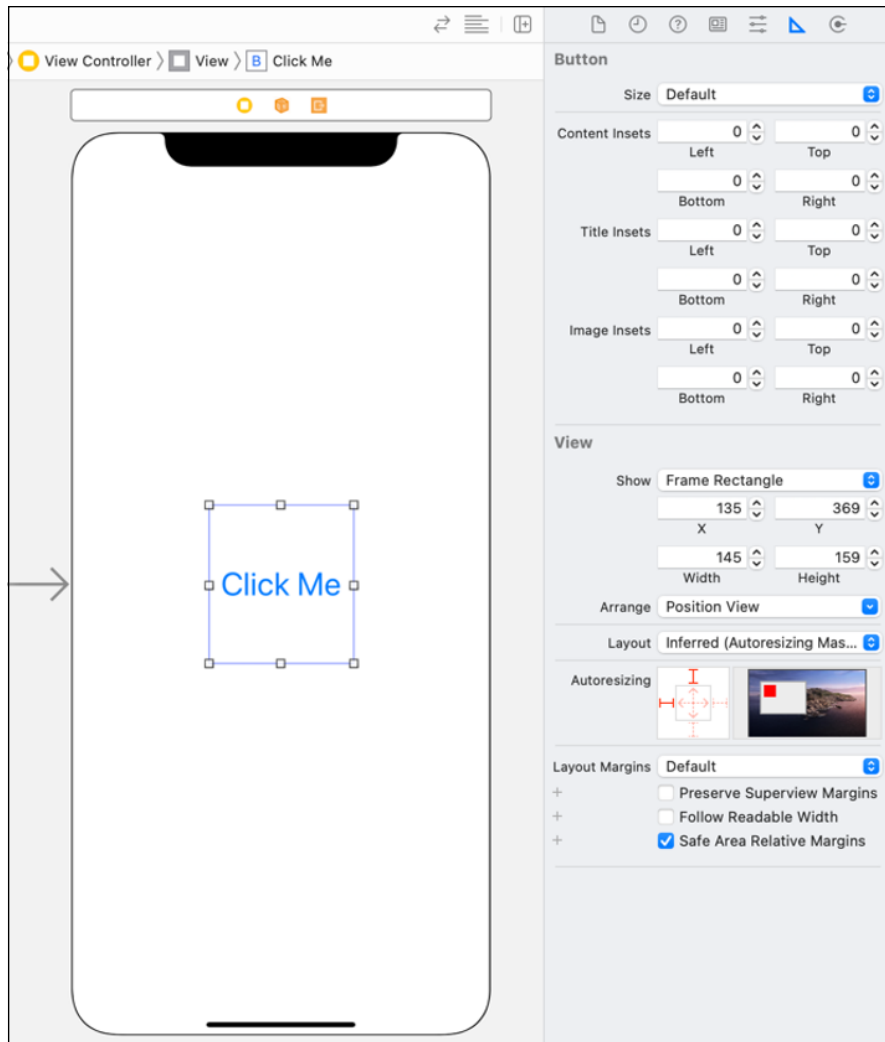 View Controller View B Click Me
Click Me
Button
Size Default
Content Insets 0 0
Left Top
0 0
Bottom Right
Title Insets 0 0
Left Top
0 0
Bottom Right
Image Insets 0 0
Left Top
0 0
Bottom Right
View
Show Frame Rectangle
135 369
X Y
145 159
Width Height
Arrange Position View
Layout Inferred (Autoresizing Mas...
Autoresizing
Layout Margins Default
+ Preserve Superview Margins
+ Follow Readable Width
+ Safe Area Relative Margins